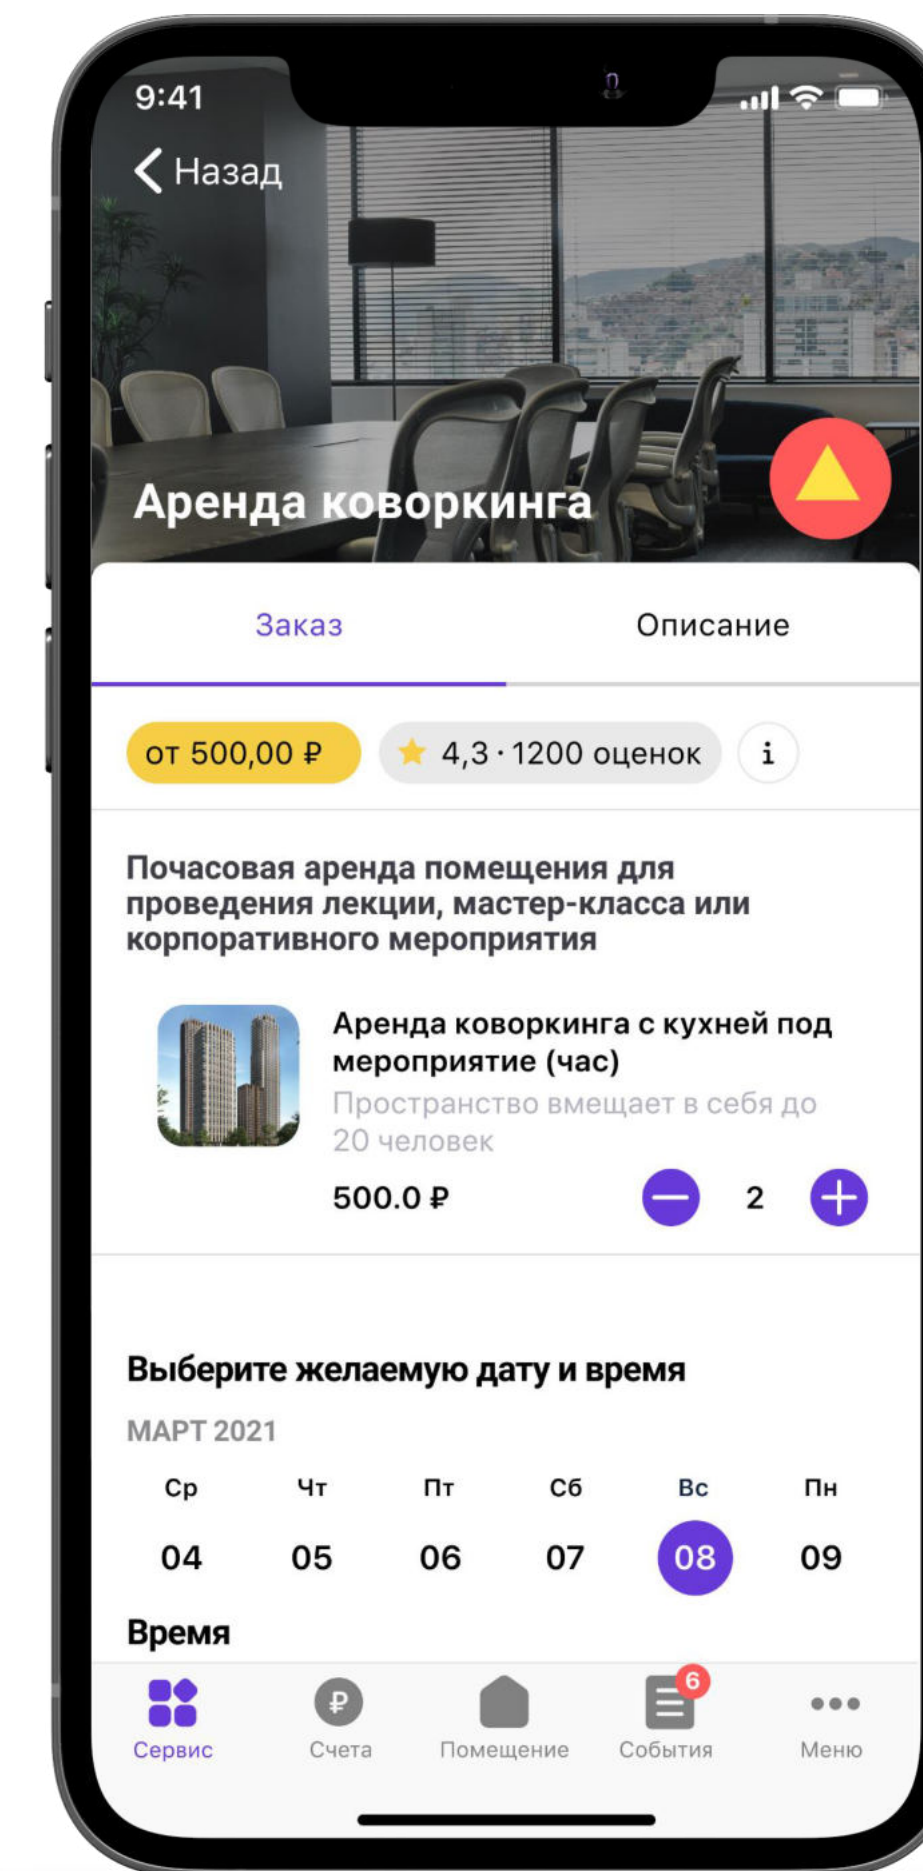 9:41
Назад
Аренда коворкинга
Заказ
Описание
от 500,00 ₽
4,3 · 1200 оценок
i
Почасовая аренда помещения для
проведения лекции, мастер-класса или
корпоративного мероприятия
Аренда коворкинга с кухней под
мероприятие (час)
Пространство вмещает в себя до
20 человек
500.0 ₽
2
Выберите желаемую дату и время
МАРТ 2021
Ср Чт Пт Сб Вс Пн
04 05 06 07 08 09
Время
₽
6
Сервис Счета Помещение События Меню